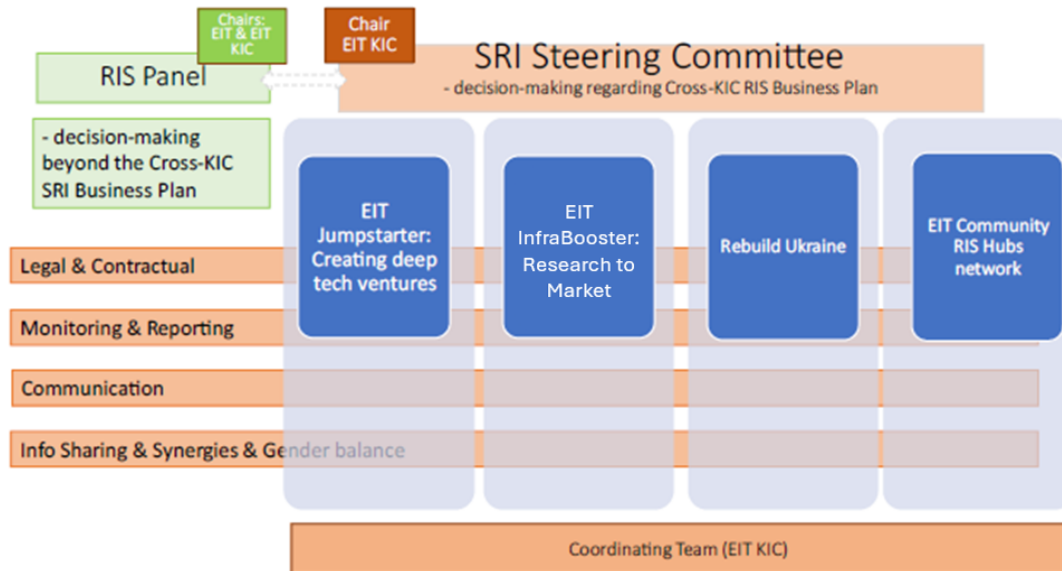 Chairs:
EIT & EIT
KIC
Chair
EIT KIC
RIS Panel
SRI Steering Committee
- decision-making regarding Cross-KIC RIS Business Plan
- decision-making
beyond the Cross-KIC
SRI Business Plan
EIT
Jumpstarter:
Creating deep
tech ventures
EIT
InfraBooster:
Research to
Market
Rebuild Ukraine
EIT Community
RIS Hubs
network
Legal & Contractual
Monitoring & Reporting
Communication
Info Sharing & Synergies & Gender balance
Coordinating Team (EIT KIC)